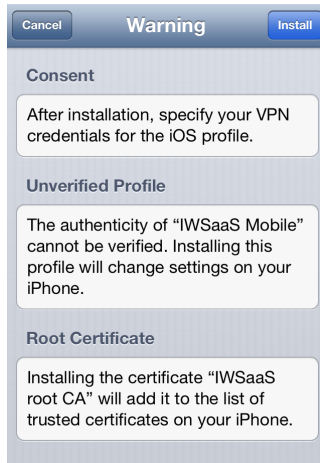 Cancel
Warning
Install
Consent
After installation, specify your VPN
credentials for the iOS profile.
Unverified Profile
The authenticity of “IWSaaS Mobile”
cannot be verified. Installing this
profile will change settings on your
iPhone.
Root Certificate
Installing the certificate “IWSaaS
root CA” will add it to the list of
trusted certificates on your iPhone.